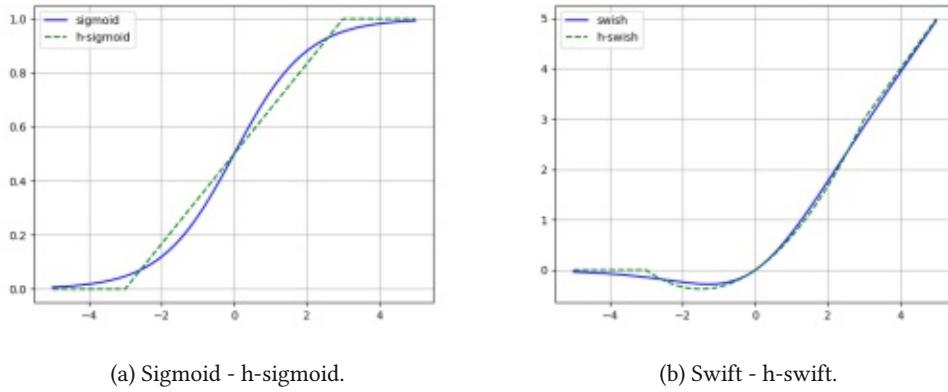 1.0
0.8
0.6
0.4
0.2
0.0
−4 −2 0 2 4
sigmoid
h-sigmoid
5
4
3
2
1
0
−4 −2 0 2 4
swish
h-swish
(a) Sigmoid - h-sigmoid.
(b) Swift - h-swift.